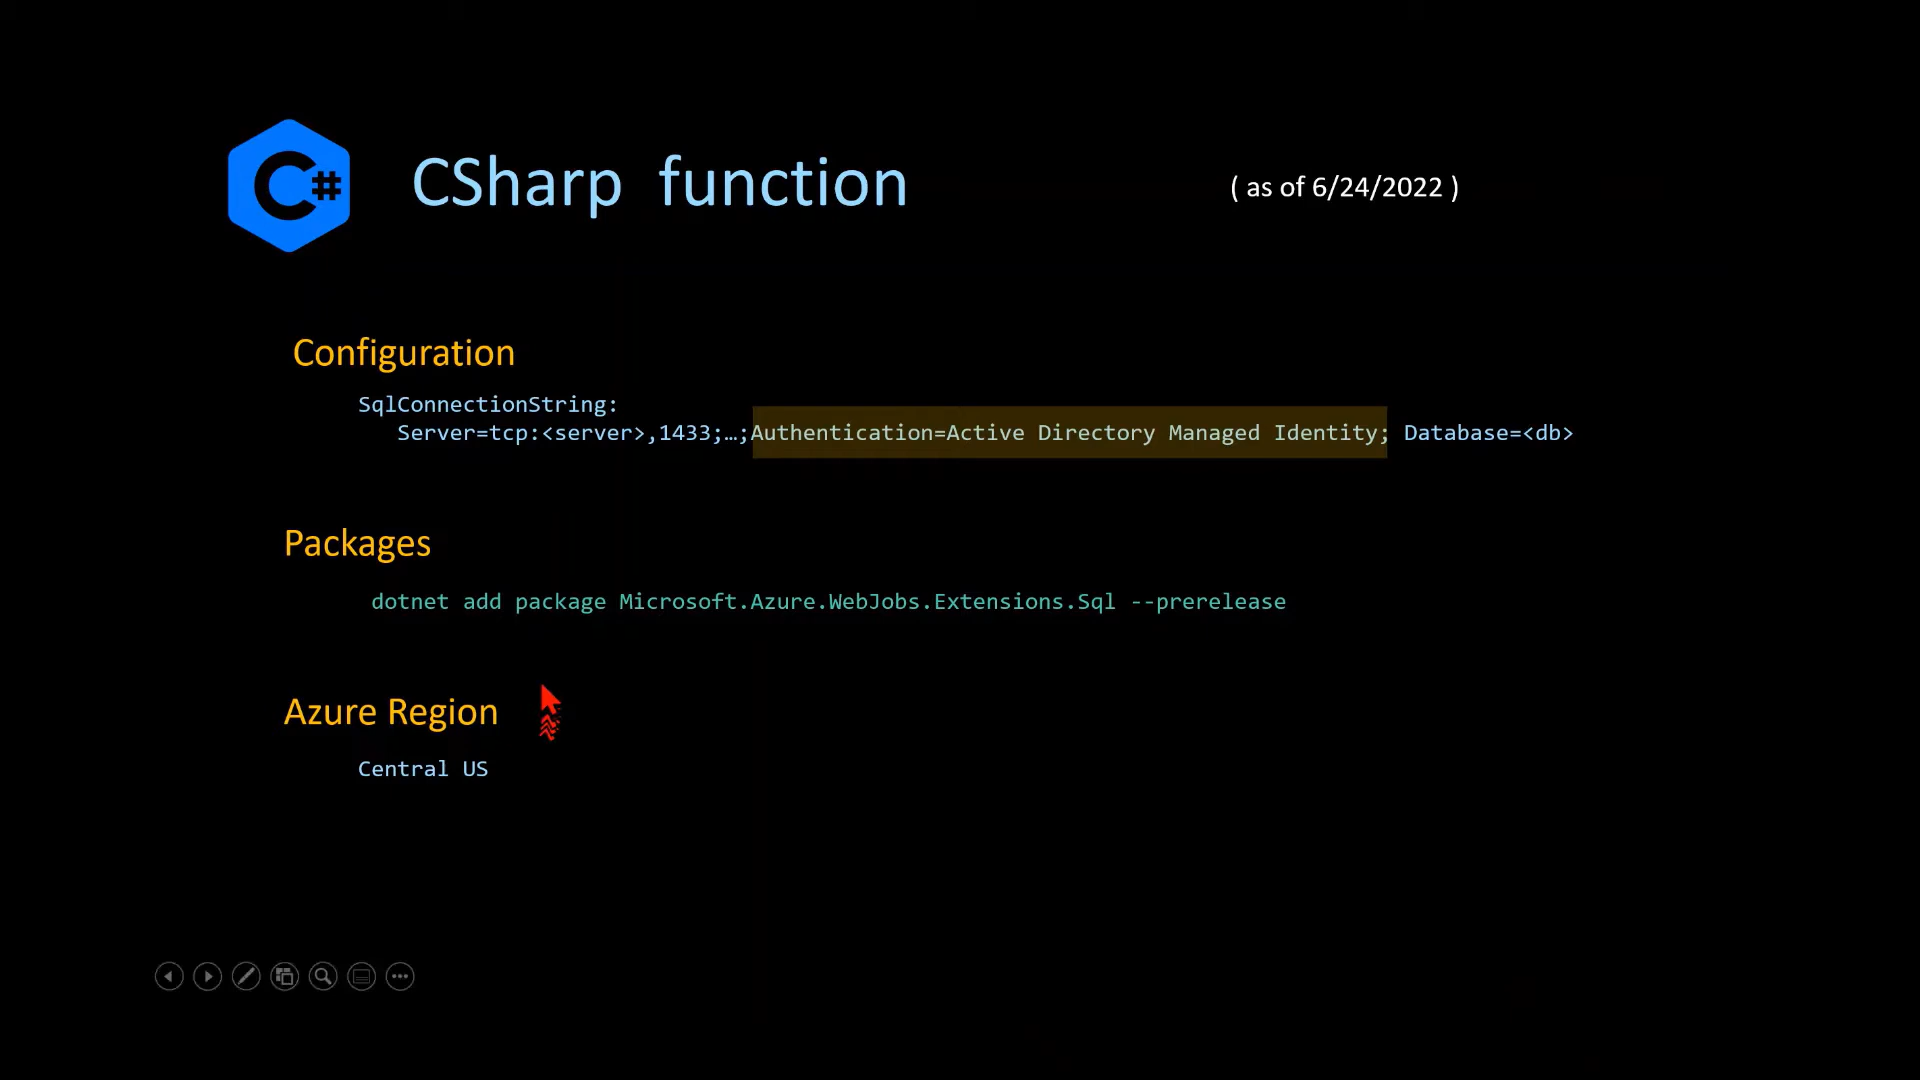 C#
CSharp function
( as of 6/24/2022 )
Configuration
SqlConnectionString:
Server=tcp:<server>,1433;…;Authentication=Active Directory Managed Identity; Database=<db>
Packages
dotnet add package Microsoft.Azure.WebJobs.Extensions.Sql --prerelease
Azure Region
Central US